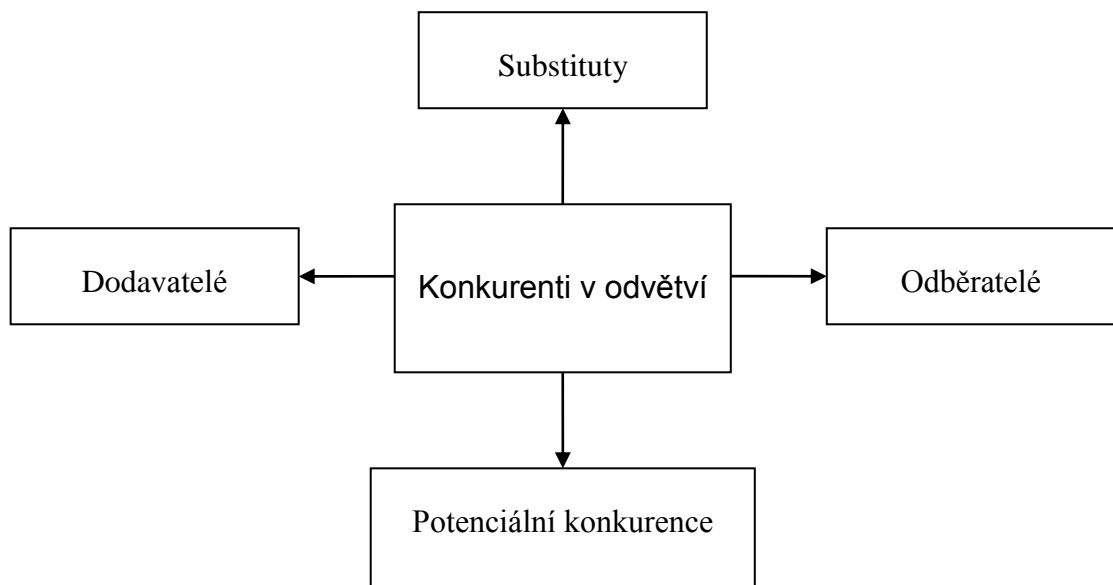 Substituty
Dodavatelé
Konkurenti v odvětví
Odběratelé
Potenciální konkurence